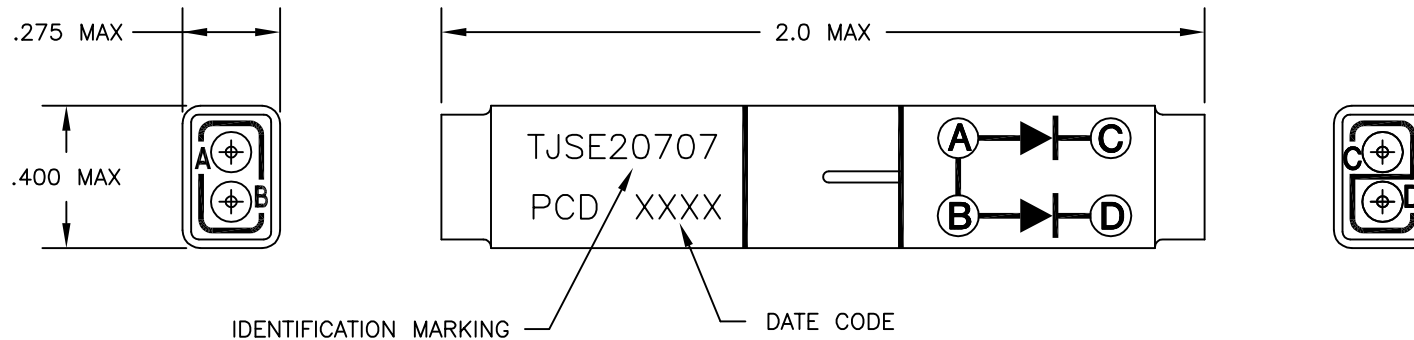 .275 MAX
2.0 MAX
.400 MAX
A
B
TJSE20707
PCD XXXX
A C
B D
C
D
IDENTIFICATION MARKING
DATE CODE